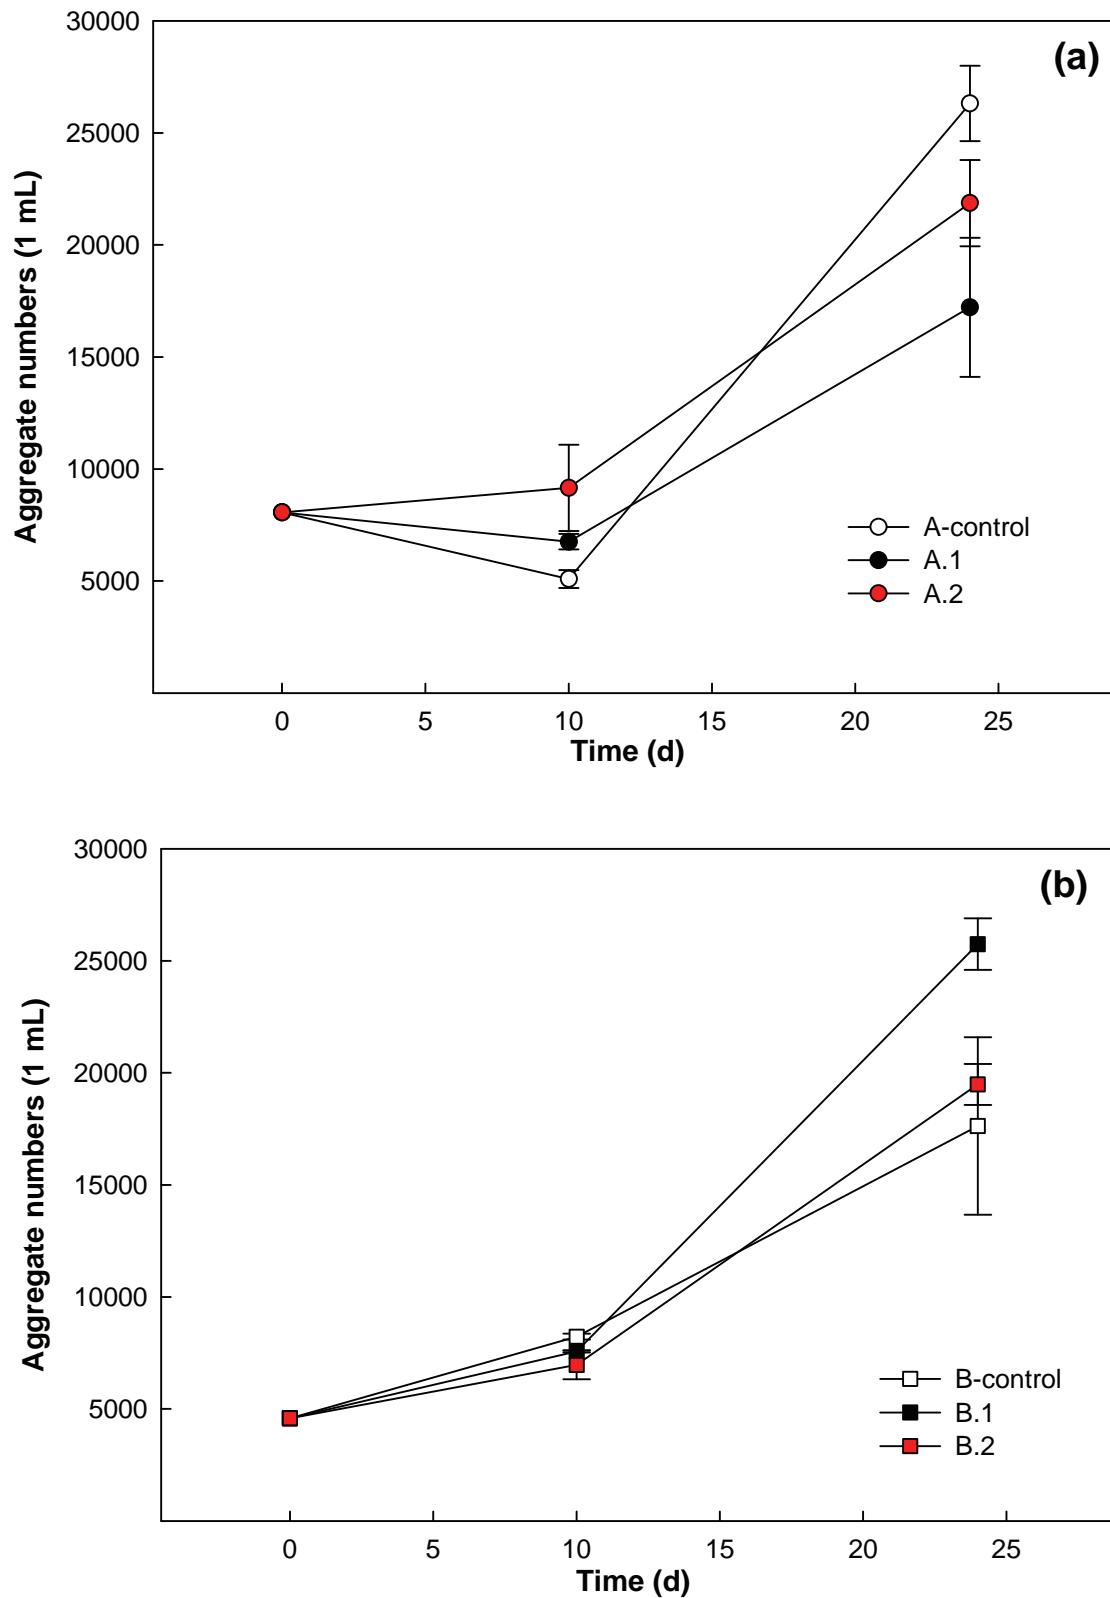 30000
(a)
25000
20000
15000
10000
5000
Aggregate numbers (1 mL)
A-control
A.1
A.2
0 5 10 15 20 25
Time (d)
30000
(b)
25000
20000
15000
10000
5000
Aggregate numbers (1 mL)
B-control
B.1
B.2
0 5 10 15 20 25
Time (d)